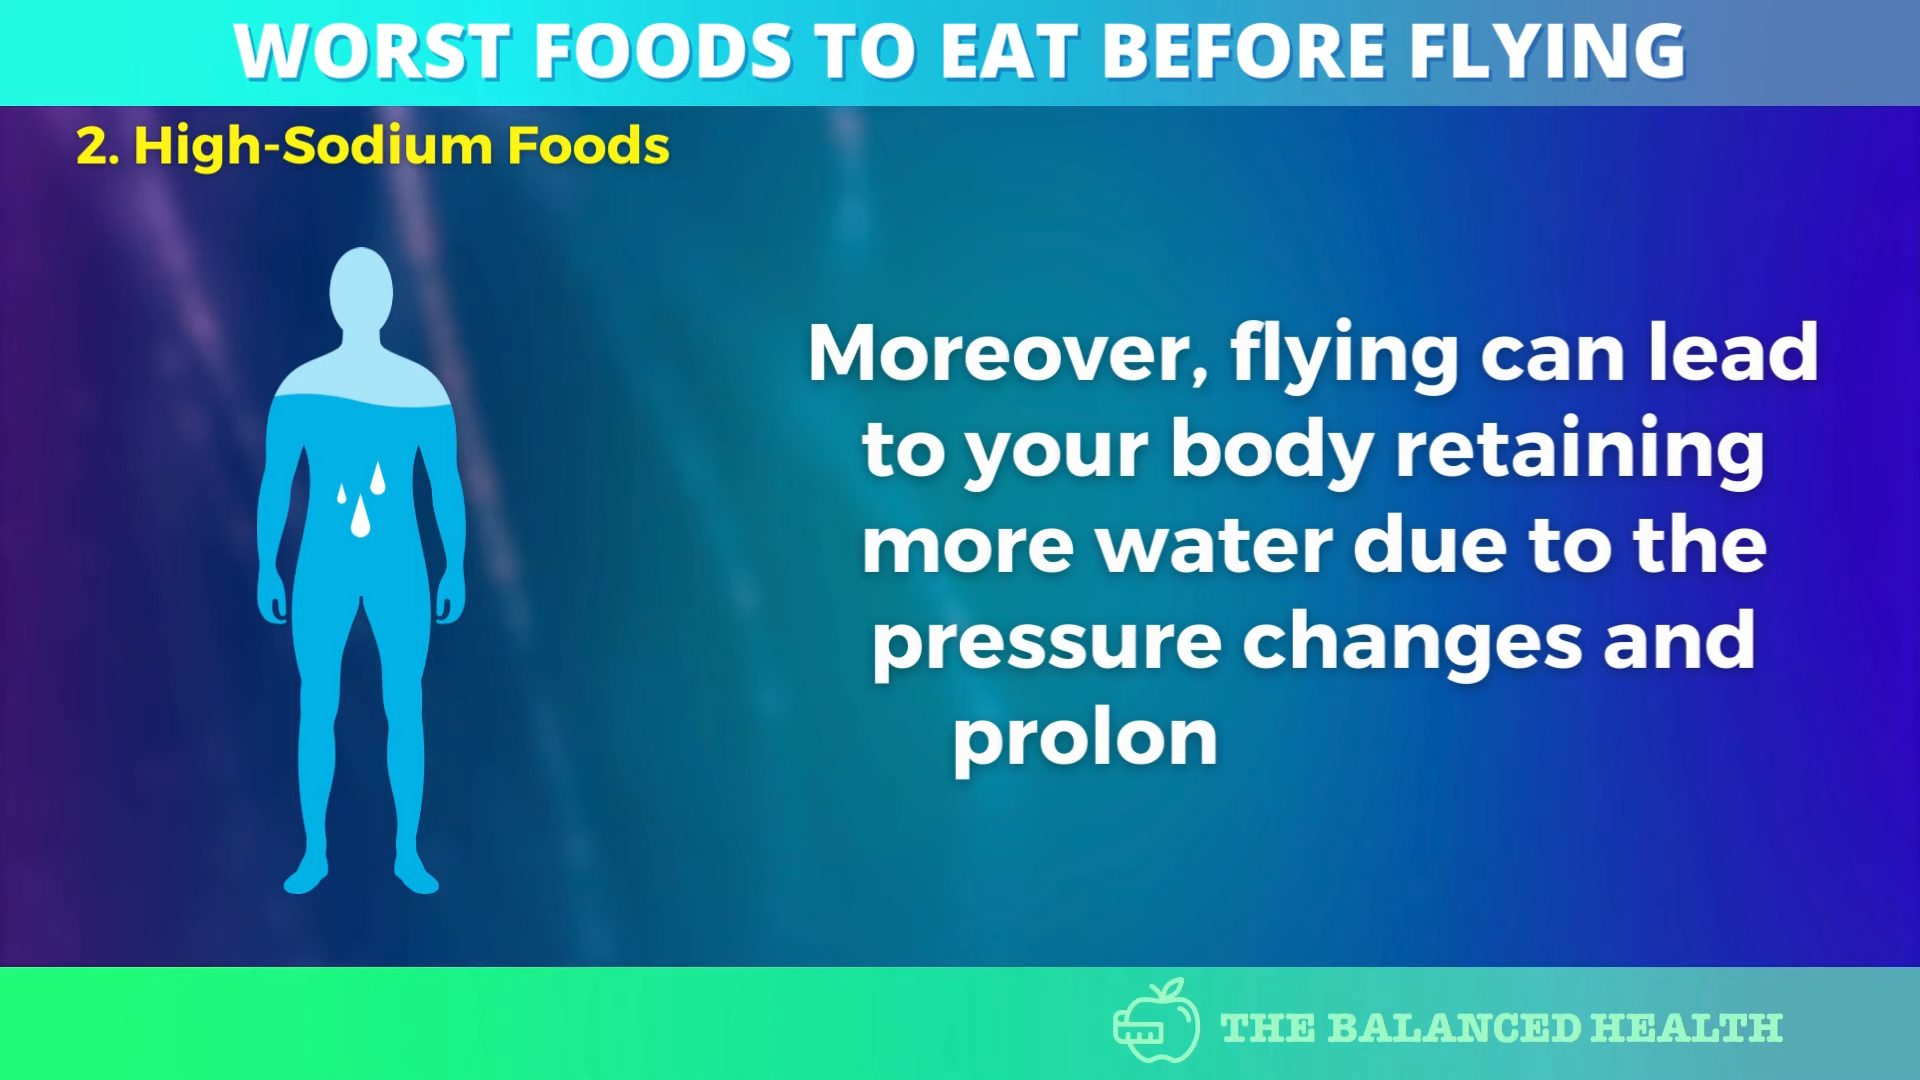 WORST FOODS TO EAT BEFORE FLYING
2. High-Sodium Foods
Moreover, flying can lead
to your body retaining
more water due to the
pressure changes and
prolon
THE BALANCED HEALTH